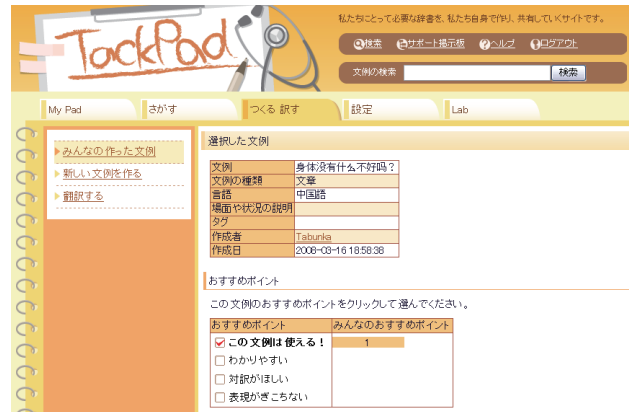 TackPad
私たちにとって必要な辞書を、私たち自身で作り、共有していくサイトです。
検索 サポート掲示板 ヘルプ ログアウト
文例の検索 検索
My Pad さがす つくる 訳す 設定 Lab
みんなの作った文例
新しい文例を作る
翻訳する
選択した文例
文例 身体没有什么不好吗?
文例の種類 文章
言語 中国語
場面や状況の説明
タグ
作成者 Tabunka
作成日 2008-03-16 18:58:38
おすすめポイント
この文例のおすすめポイントをクリックして選んでください。
おすすめポイント みんなのおすすめポイント
この文例は使える! 1
わかりやすい
対訳がほしい
表現がぎこちない